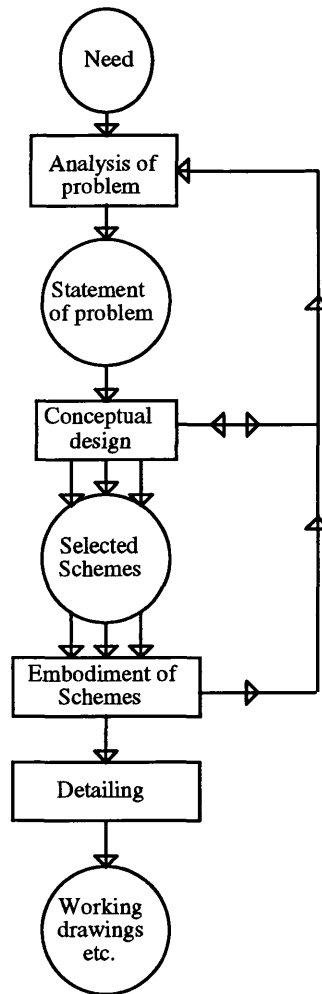 Need
Analysis of
problem
Statement
of problem
Conceptual
design
Selected
Schemes
Embodiment of
Schemes
Detailing
Working
drawings
etc.